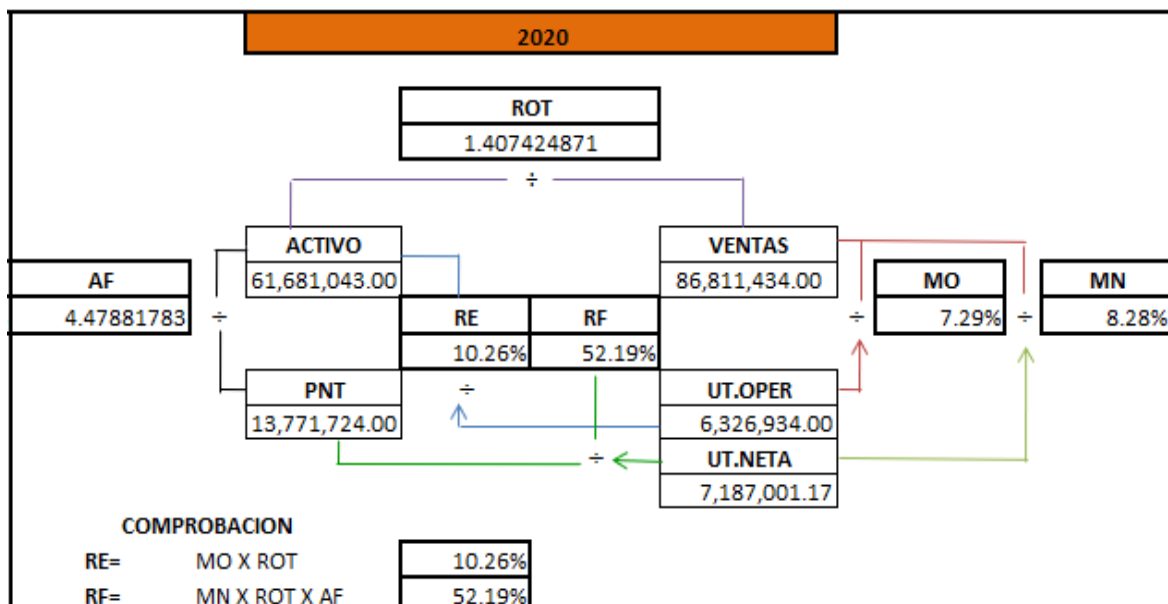 2020
ROT
1.407424871
÷
ACTIVO VENTAS
61,681,043.00 86,811,434.00
AF MO MN
4.47881783 ÷ ÷ 7.29% ÷ 8.28%
RE RF
10.26% 52.19%
PNT ÷ UT.OPER
13,771,724.00 6,326,934.00
÷ UT.NETA
7,187,001.17
COMPROBACION
RE= MO X ROT 10.26%
RF= MN X ROT X AF 52.19%